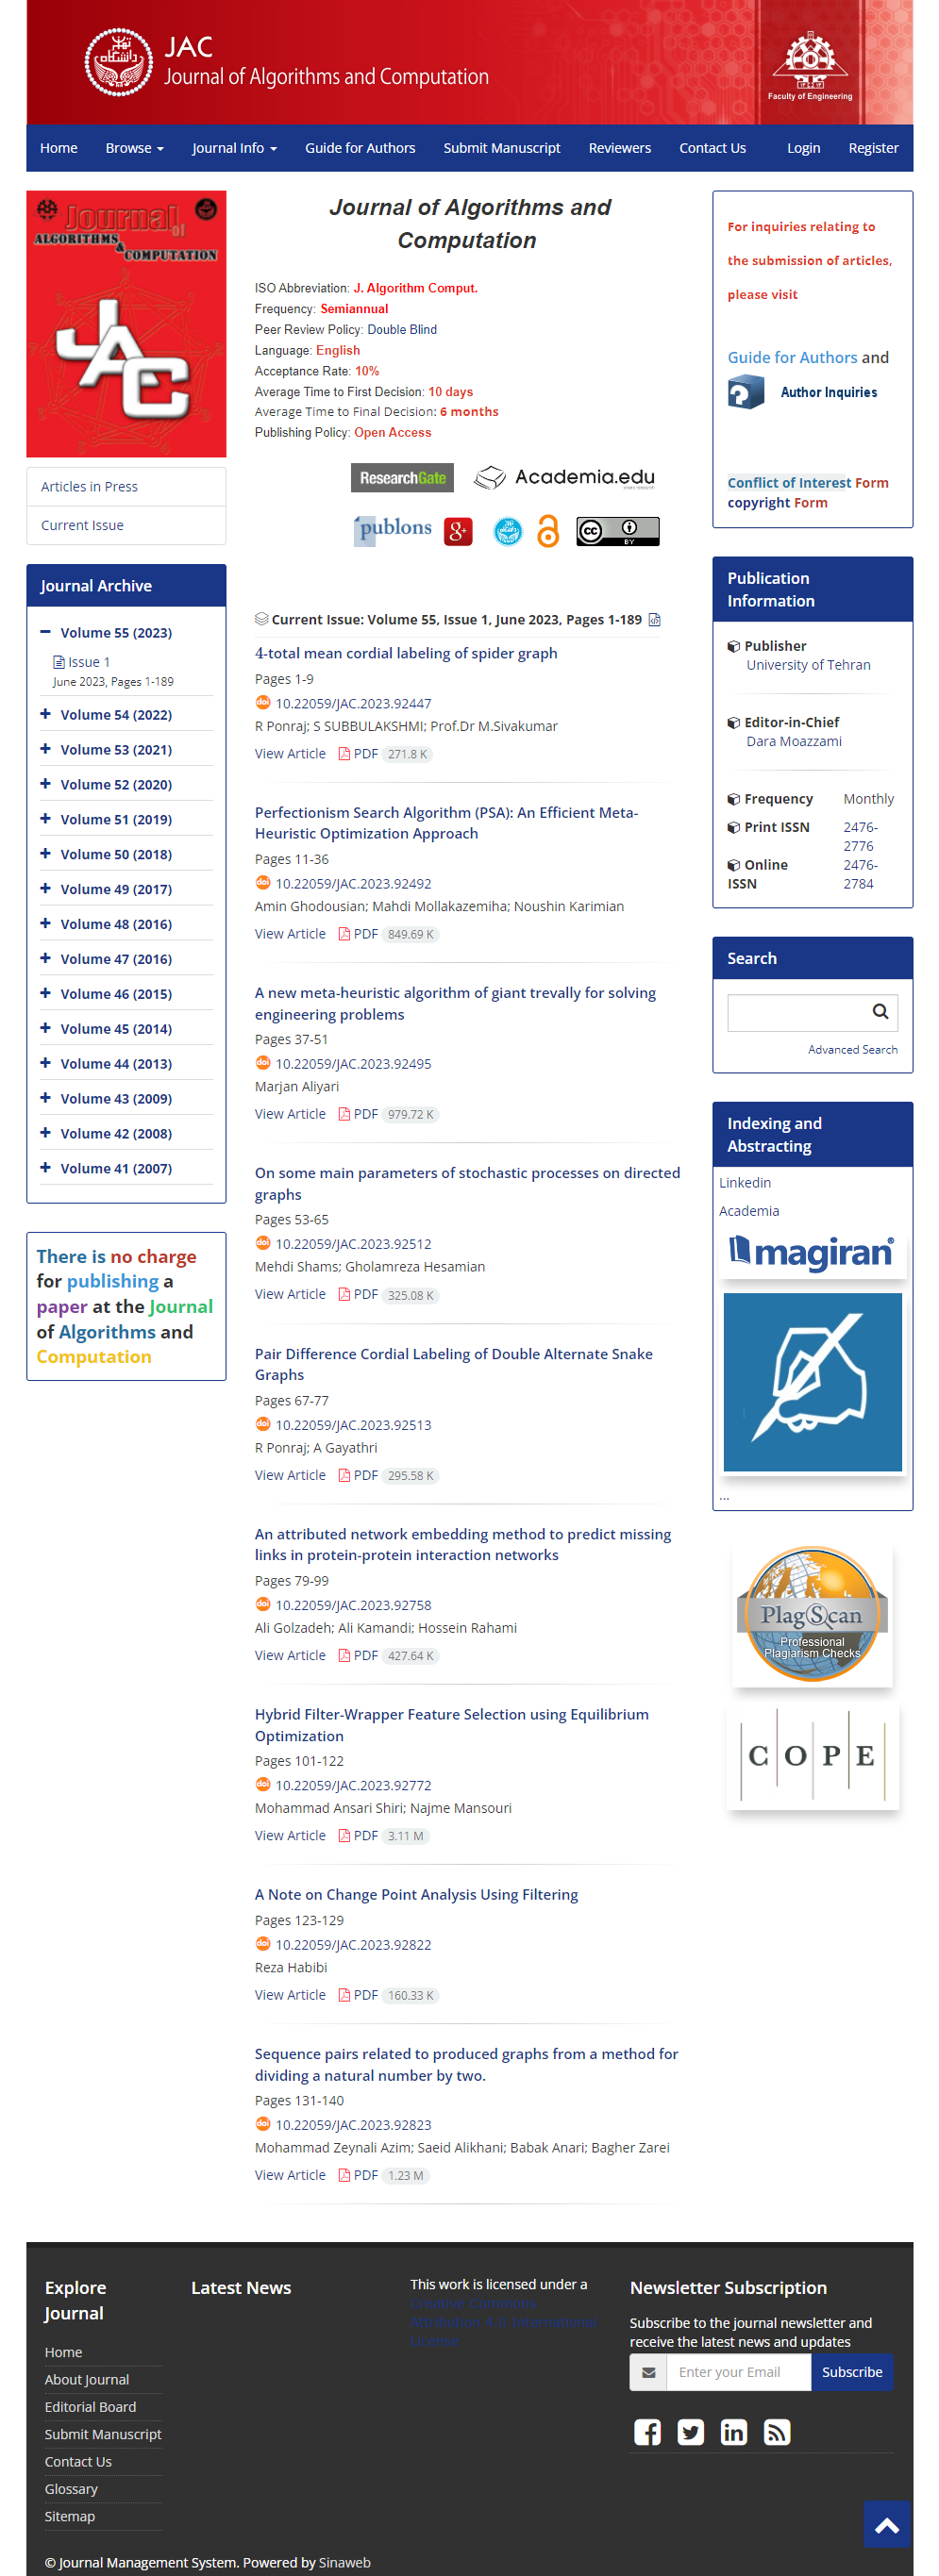 JAC
Journal of Algorithms and Computation
Faculty of Engineering
Home Browse Journal Info Guide for Authors Submit Manuscript Reviewers Contact Us Login Register
Journal of
ALGORITHMS & COMPUTATION
JAC
Articles in Press
Current Issue
Journal Archive
Volume 55 (2023)
Issue 1
June 2023, Pages 1-189
Volume 54 (2022)
Volume 53 (2021)
Volume 52 (2020)
Volume 51 (2019)
Volume 50 (2018)
Volume 49 (2017)
Volume 48 (2016)
Volume 47 (2016)
Volume 46 (2015)
Volume 45 (2014)
Volume 44 (2013)
Volume 43 (2009)
Volume 42 (2008)
Volume 41 (2007)
There is no charge
for publishing a
paper at the Journal
of Algorithms and
Computation
Journal of Algorithms and
Computation
ISO Abbreviation: J. Algorithm Comput.
Frequency: Semiannual
Peer Review Policy: Double Blind
Language: English
Acceptance Rate: 10%
Average Time to First Decision: 10 days
Average Time to Final Decision: 6 months
Publishing Policy: Open Access
ResearchGate Academia.edu
publons g+ cc BY
Current Issue: Volume 55, Issue 1, June 2023, Pages 1-189
4-total mean cordial labeling of spider graph
Pages 1-9
doi 10.22059/JAC.2023.92447
R Ponraj; S SUBBULAKSHMI; Prof.Dr M.Sivakumar
View Article PDF 271.8 K
Perfectionism Search Algorithm (PSA): An Efficient Meta-
Heuristic Optimization Approach
Pages 11-36
doi 10.22059/JAC.2023.92492
Amin Ghodousian; Mahdi Mollakazemiha; Noushin Karimian
View Article PDF 849.69 K
A new meta-heuristic algorithm of giant trevally for solving
engineering problems
Pages 37-51
doi 10.22059/JAC.2023.92495
Marjan Aliyari
View Article PDF 979.72 K
On some main parameters of stochastic processes on directed
graphs
Pages 53-65
doi 10.22059/JAC.2023.92512
Mehdi Shams; Gholamreza Hesamian
View Article PDF 325.08 K
Pair Difference Cordial Labeling of Double Alternate Snake
Graphs
Pages 67-77
doi 10.22059/JAC.2023.92513
R Ponraj; A Gayathri
View Article PDF 295.58 K
An attributed network embedding method to predict missing
links in protein-protein interaction networks
Pages 79-99
doi 10.22059/JAC.2023.92758
Ali Golzadeh; Ali Kamandi; Hossein Rahami
View Article PDF 427.64 K
Hybrid Filter-Wrapper Feature Selection using Equilibrium
Optimization
Pages 101-122
doi 10.22059/JAC.2023.92772
Mohammad Ansari Shiri; Najme Mansouri
View Article PDF 3.11 M
A Note on Change Point Analysis Using Filtering
Pages 123-129
doi 10.22059/JAC.2023.92822
Reza Habibi
View Article PDF 160.33 K
Sequence pairs related to produced graphs from a method for
dividing a natural number by two.
Pages 131-140
doi 10.22059/JAC.2023.92823
Mohammad Zeynali Azim; Saeid Alikhani; Babak Anari; Bagher Zarei
View Article PDF 1.23 M
For inquiries relating to
the submission of articles,
please visit
Guide for Authors and
Author Inquiries
Conflict of Interest Form
copyright Form
Publication
Information
Publisher
University of Tehran
Editor-in-Chief
Dara Moazzami
Frequency Monthly
Print ISSN 2476-
2776
Online 2476-
ISSN 2784
Search
Advanced Search
Indexing and
Abstracting
Linkedin
Academia
magiran
...
PlagScan
Professional
Plagiarism Checks
COPE
Explore
Journal
Home
About Journal
Editorial Board
Submit Manuscript
Contact Us
Glossary
Sitemap
Latest News
This work is licensed under a
Creative Commons
Attribution 4.0 International
License
Newsletter Subscription
Subscribe to the journal newsletter and
receive the latest news and updates
Enter your Email Subscribe
© Journal Management System. Powered by Sinaweb